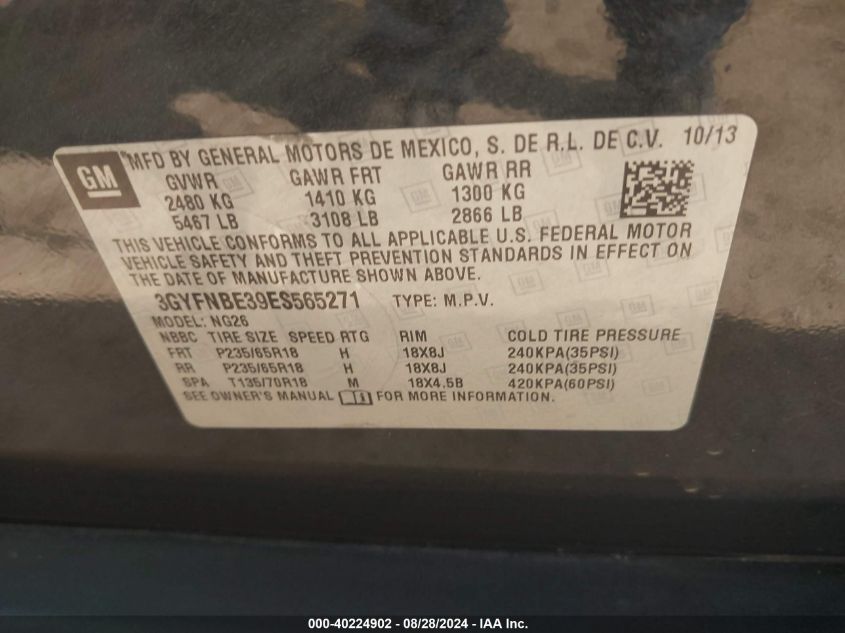 GM
MFD BY GENERAL MOTORS DE MEXICO, S. DE R.L. DE C.V. 10/13
GVWR GAWR FRT GAWR RR
2480 KG 1410 KG 1300 KG
5467 LB 3108 LB 2866 LB
THIS VEHICLE CONFORMS TO ALL APPLICABLE U.S. FEDERAL MOTOR
VEHICLE SAFETY AND THEFT PREVENTION STANDARDS IN EFFECT ON
THE DATE OF MANUFACTURE SHOWN ABOVE.
3GYFNBE39ES565271 TYPE: M.P.V.
MODEL: NG26
NBBC TIRE SIZE SPEED RTG RIM COLD TIRE PRESSURE
FRT P235/65R18 H 18X8J 240KPA(35PSI)
RR P235/65R18 H 18X8J 240KPA(35PSI)
SPA T135/70R18 M 18X4.5B 420KPA(60PSI)
SEE OWNER'S MANUAL FOR MORE INFORMATION.
000-40224902 - 08/28/2024 - IAA Inc.